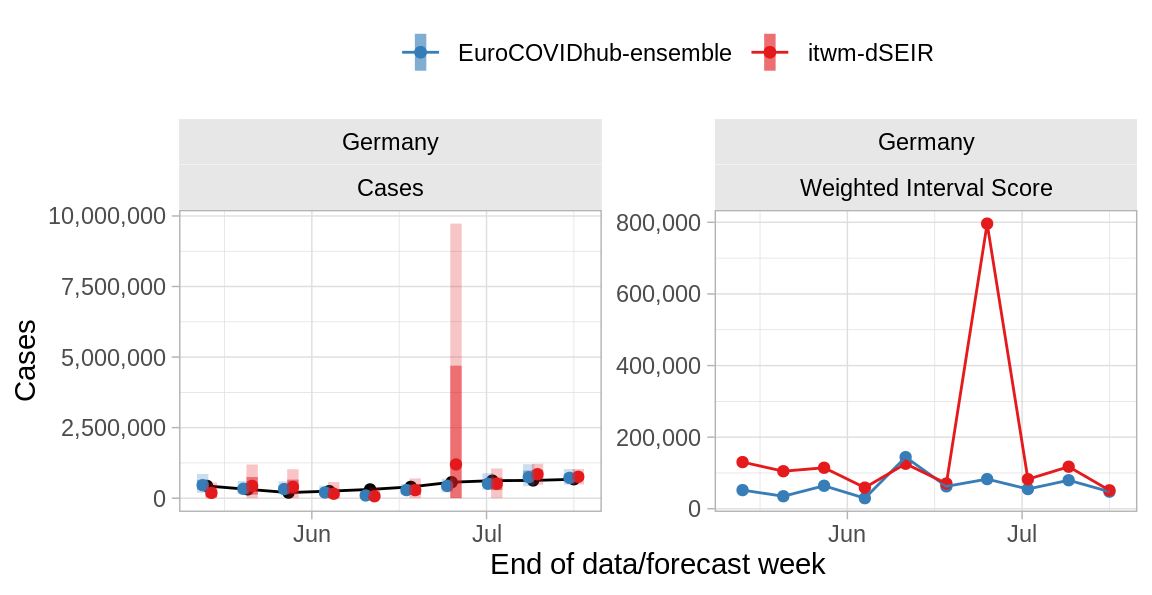 EuroCOVIDhub-ensemble itwm-dSEIR
Germany
Cases
Germany
Weighted Interval Score
Cases
10,000,000
7,500,000
5,000,000
2,500,000
0
Jun Jul
800,000
600,000
400,000
200,000
0
Jun Jul
End of data/forecast week